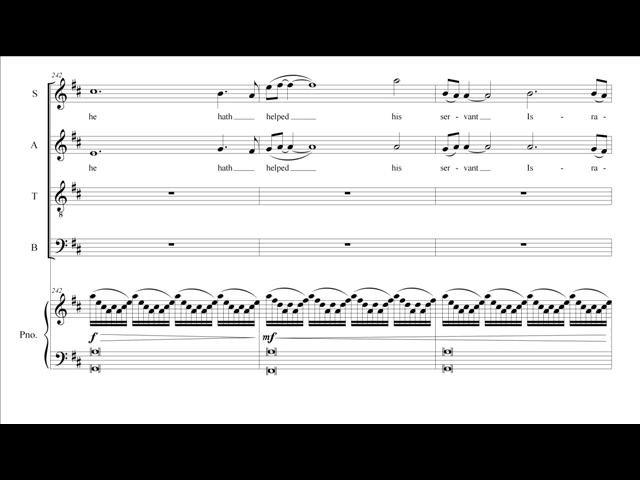 242
S
he hath helped his ser - vant Is - ra -
A
he hath helped his ser - vant Is - ra -
T
8
B
242
Pno.
f mf